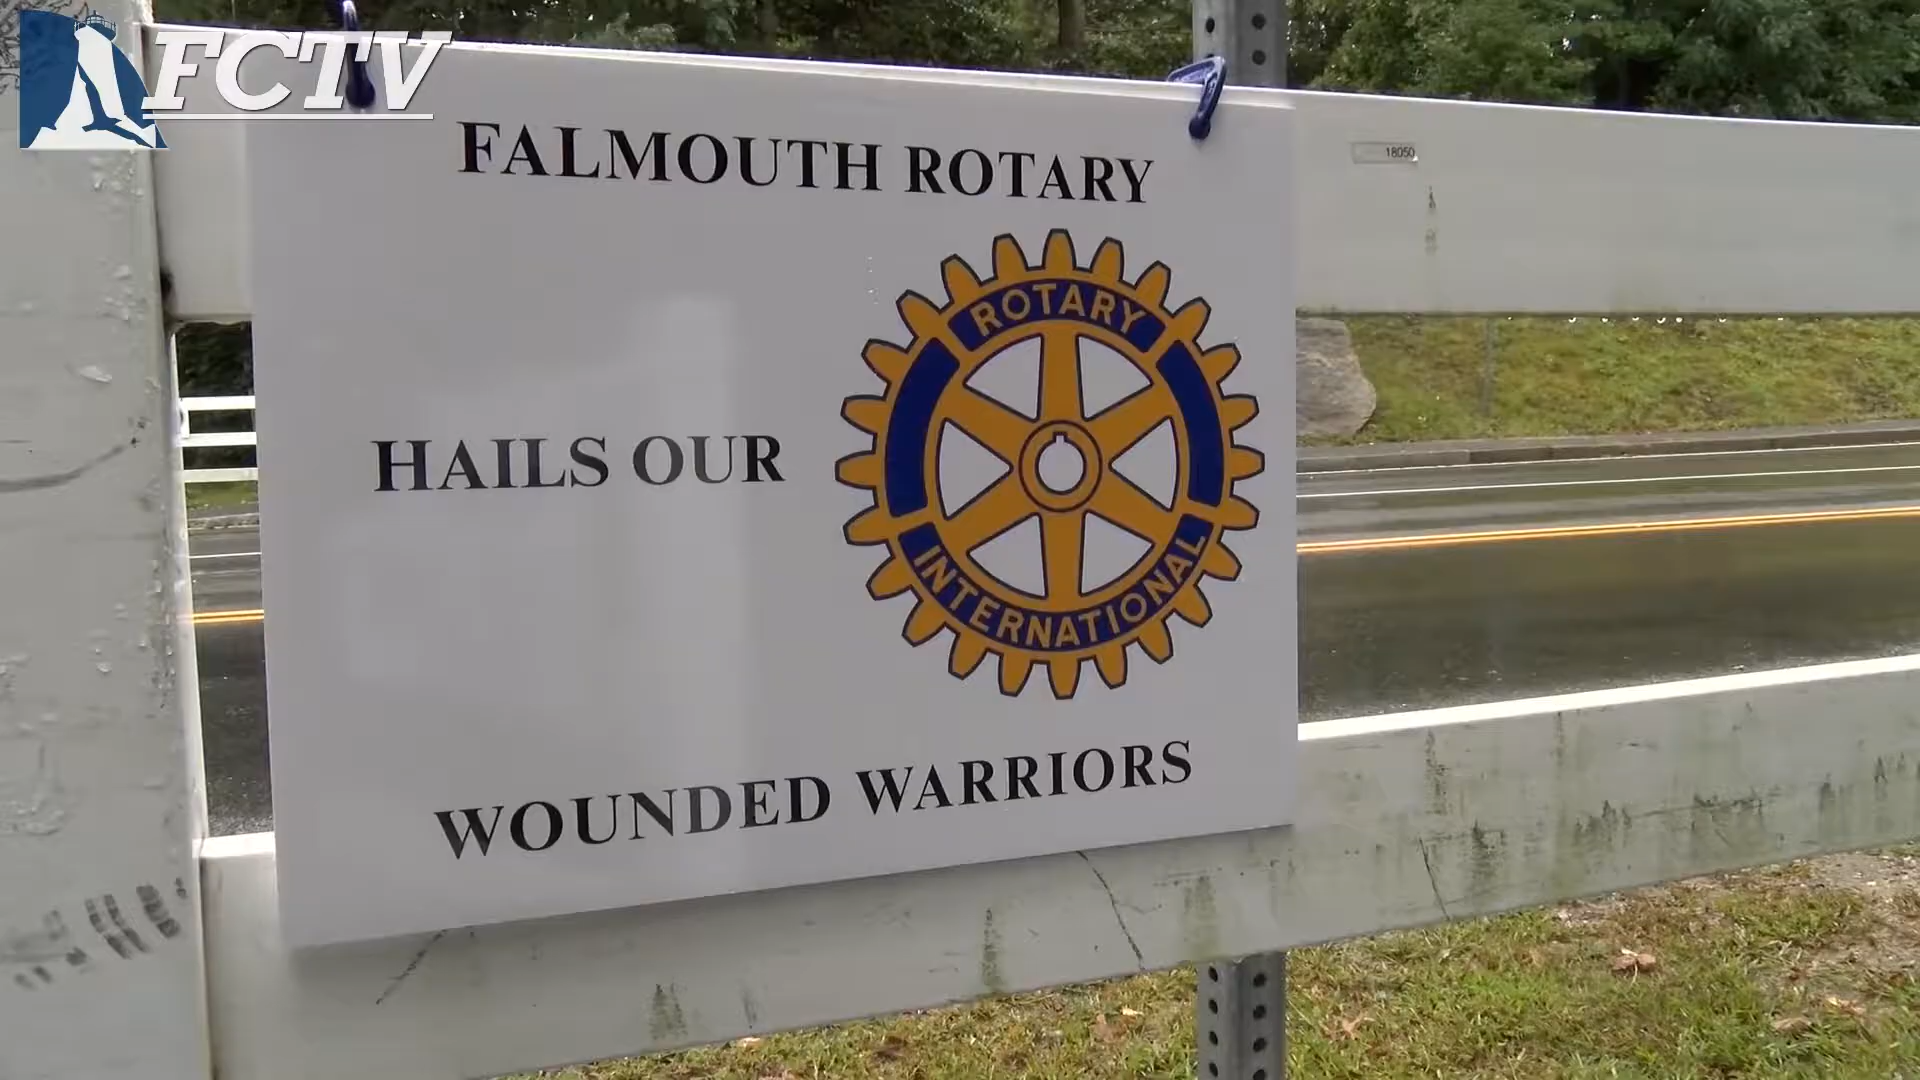 FCTV
FALMOUTH ROTARY
18050
ROTARY
HAILS OUR
INTERNATIONAL
WOUNDED WARRIORS